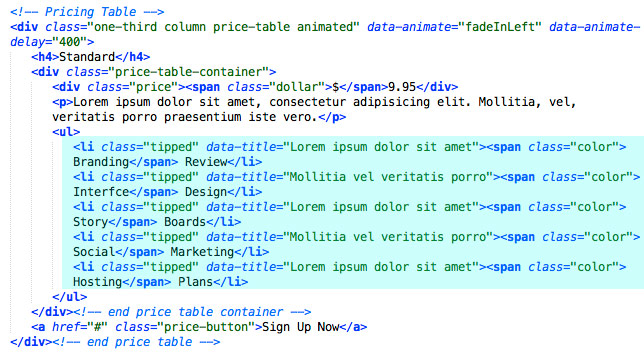 <!-- Pricing Table -->
<div class="one-third column price-table animated" data-animate="fadeInLeft" data-animate-
delay="400">
<h4>Standard</h4>
<div class="price-table-container">
<div class="price"><span class="dollar">$</span>9.95</div>
<p>Lorem ipsum dolor sit amet, consectetur adipisicing elit. Mollitia, vel,
veritatis porro praesentium iste vero.</p>
<ul>
<li class="tipped" data-title="Lorem ipsum dolor sit amet"><span class="color">
Branding</span> Review</li>
<li class="tipped" data-title="Mollitia vel veritatis porro"><span class="color">
Interfce</span> Design</li>
<li class="tipped" data-title="Lorem ipsum dolor sit amet"><span class="color">
Story</span> Boards</li>
<li class="tipped" data-title="Mollitia vel veritatis porro"><span class="color">
Social</span> Marketing</li>
<li class="tipped" data-title="Lorem ipsum dolor sit amet"><span class="color">
Hosting</span> Plans</li>
</ul>
</div><!-- end price table container -->
<a href="#" class="price-button">Sign Up Now</a>
</div><!-- end price table -->